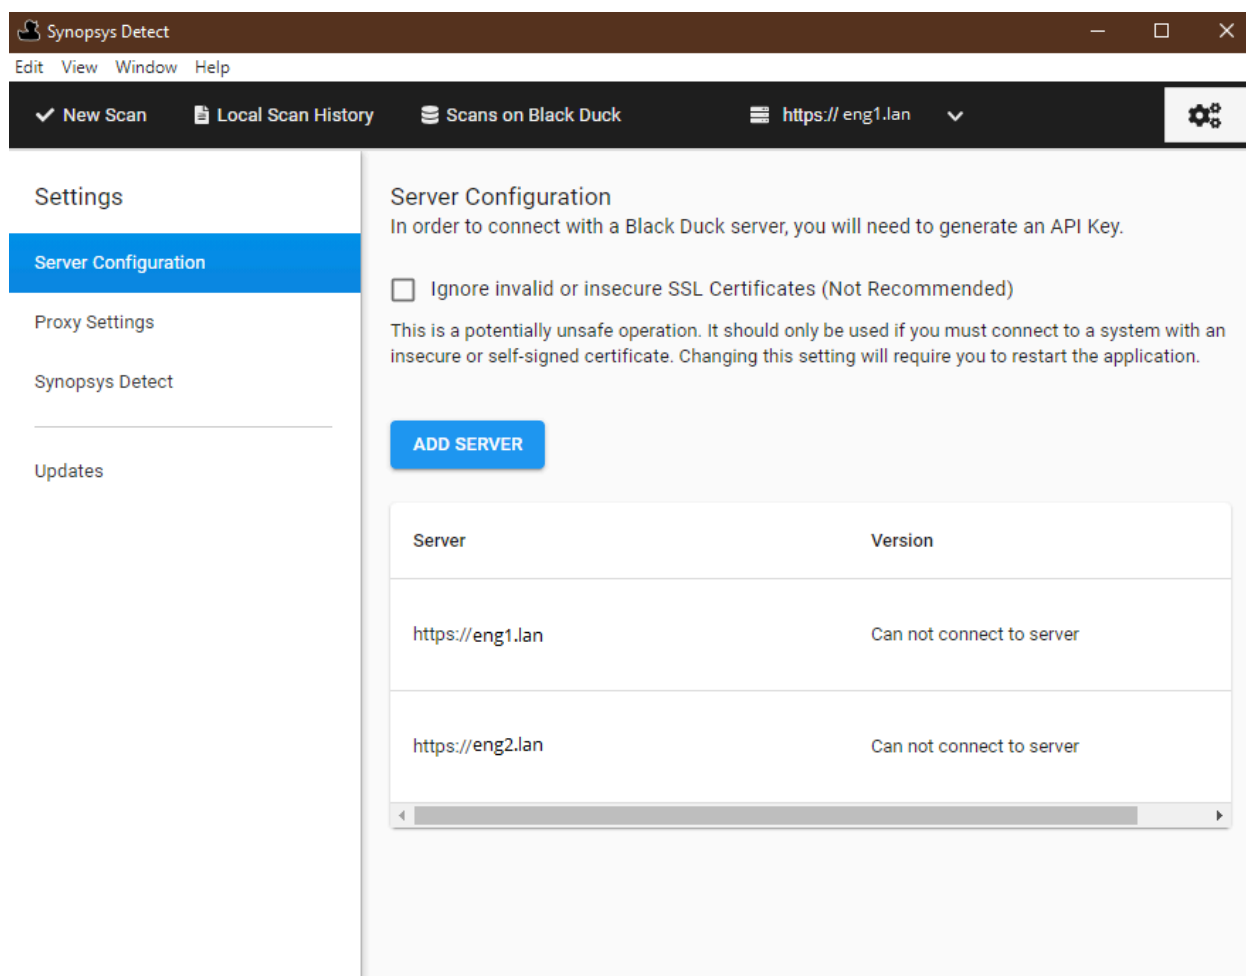 Synopsys Detect
Edit View Window Help
New Scan Local Scan History Scans on Black Duck https:// eng1.lan
Settings
Server Configuration
Proxy Settings
Synopsys Detect
Updates
Server Configuration
In order to connect with a Black Duck server, you will need to generate an API Key.
Ignore invalid or insecure SSL Certificates (Not Recommended)
This is a potentially unsafe operation. It should only be used if you must connect to a system with an
insecure or self-signed certificate. Changing this setting will require you to restart the application.
ADD SERVER
Server Version
https://eng1.lan Can not connect to server
https://eng2.lan Can not connect to server